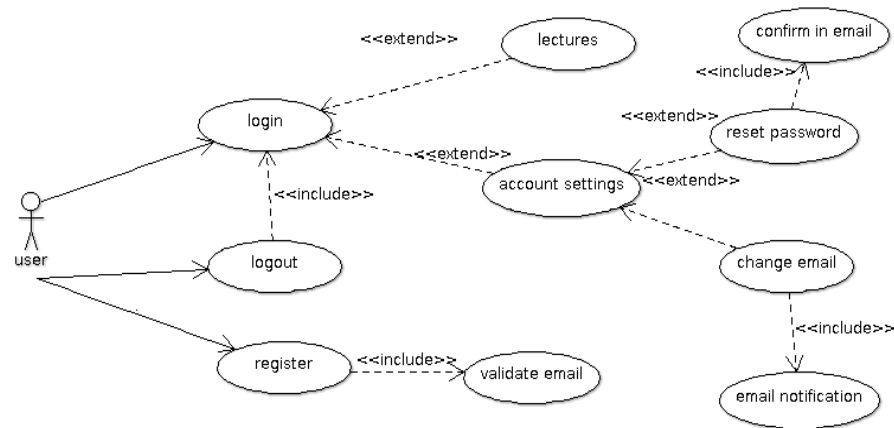 confirm in email
<<extend>>
lectures
<<include>>
login
<<extend>>
reset password
<<extend>>
account settings
<<extend>>
<<include>>
user
logout
change email
<<include>>
register
<<include>>
validate email
email notification